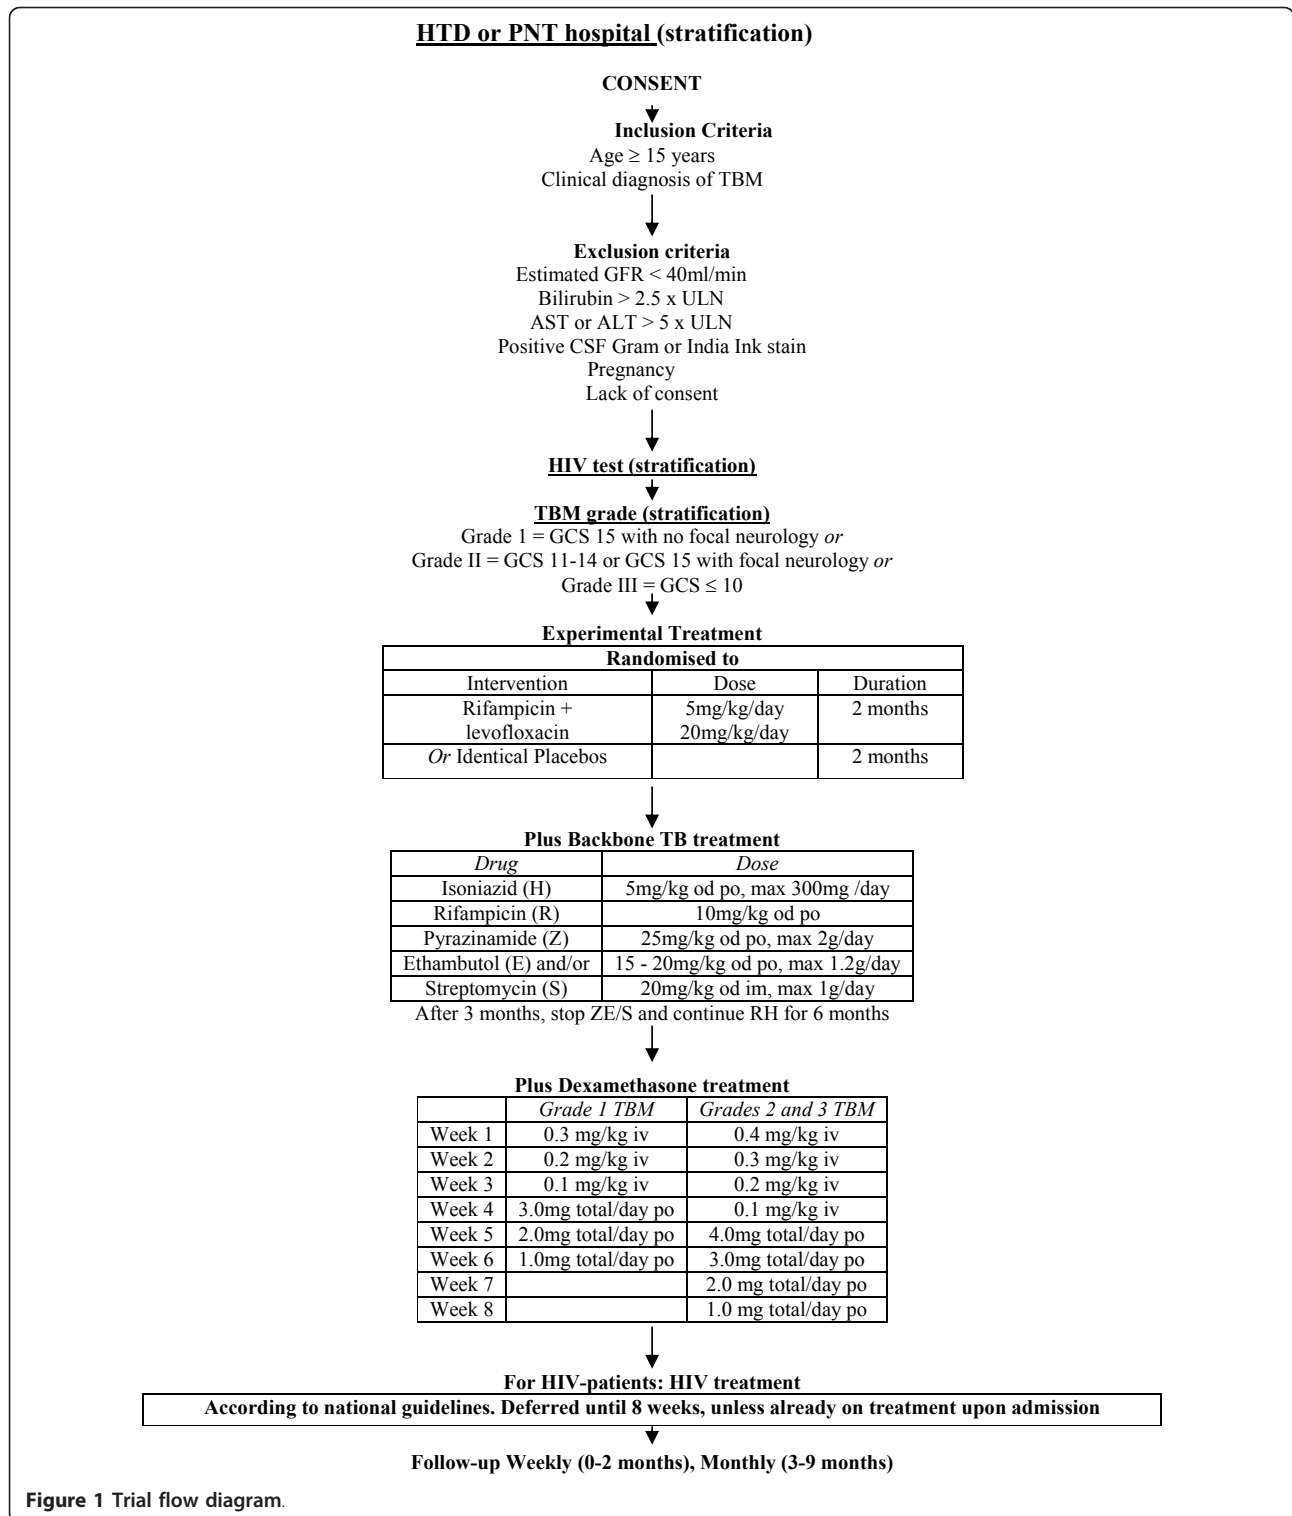 HTD or PNT hospital (stratification)
CONSENT
Inclusion Criteria
Age ≥ 15 years
Clinical diagnosis of TBM
Exclusion criteria
Estimated GFR < 40ml/min
Bilirubin > 2.5 x ULN
AST or ALT > 5 x ULN
Positive CSF Gram or India Ink stain
Pregnancy
Lack of consent
HIV test (stratification)
TBM grade (stratification)
Grade 1 = GCS 15 with no focal neurology or
Grade II = GCS 11-14 or GCS 15 with focal neurology or
Grade III = GCS ≤ 10
Experimental Treatment
Randomised to
Intervention Dose Duration
Rifampicin + 5mg/kg/day 2 months
levofloxacin 20mg/kg/day
Or Identical Placebos 2 months
Plus Backbone TB treatment
Drug Dose
Isoniazid (H) 5mg/kg od po, max 300mg /day
Rifampicin (R) 10mg/kg od po
Pyrazinamide (Z) 25mg/kg od po, max 2g/day
Ethambutol (E) and/or 15 - 20mg/kg od po, max 1.2g/day
Streptomycin (S) 20mg/kg od im, max 1g/day
After 3 months, stop ZE/S and continue RH for 6 months
Plus Dexamethasone treatment
Grade 1 TBM Grades 2 and 3 TBM
Week 1 0.3 mg/kg iv 0.4 mg/kg iv
Week 2 0.2 mg/kg iv 0.3 mg/kg iv
Week 3 0.1 mg/kg iv 0.2 mg/kg iv
Week 4 3.0mg total/day po 0.1 mg/kg iv
Week 5 2.0mg total/day po 4.0mg total/day po
Week 6 1.0mg total/day po 3.0mg total/day po
Week 7 2.0 mg total/day po
Week 8 1.0 mg total/day po
For HIV-patients: HIV treatment
According to national guidelines. Deferred until 8 weeks, unless already on treatment upon admission
Follow-up Weekly (0-2 months), Monthly (3-9 months)
Figure 1 Trial flow diagram.